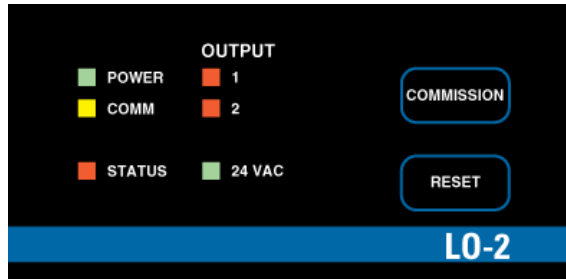 OUTPUT
POWER 1
COMM 2
COMMISSION
STATUS 24 VAC
RESET
LO-2